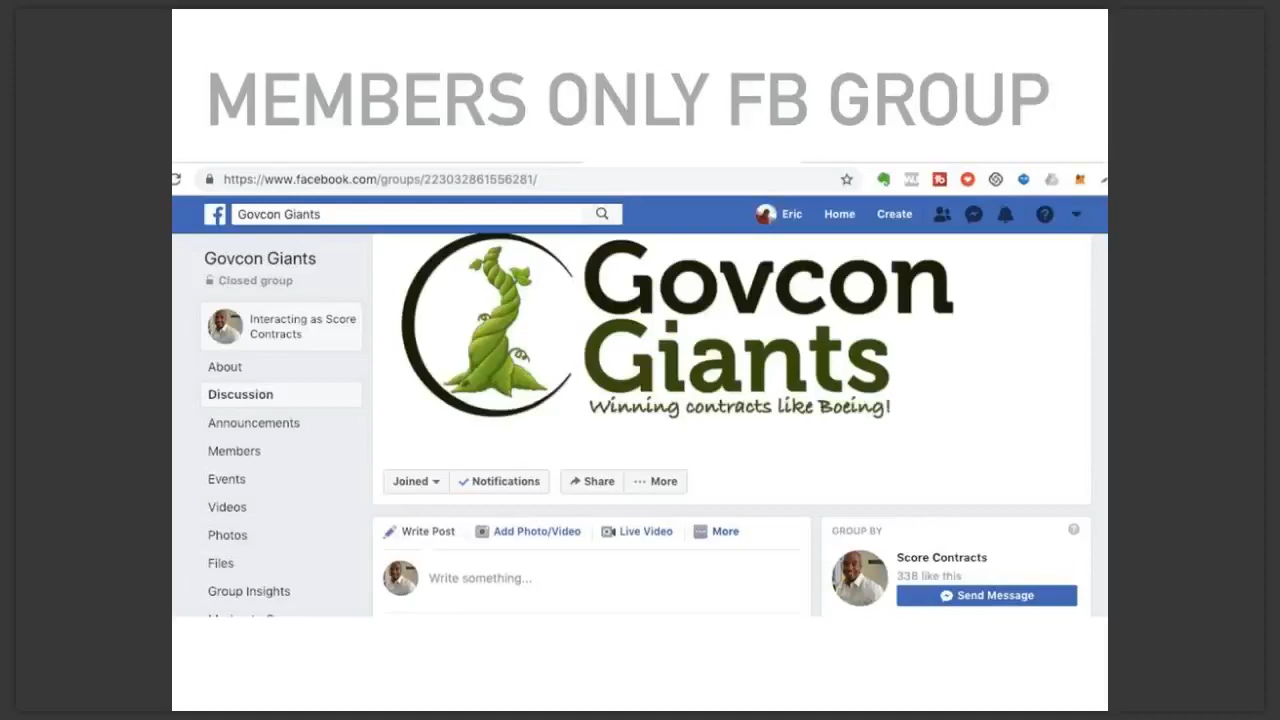 MEMBERS ONLY FB GROUP
https://www.facebook.com/groups/223032861556281/
Govcon Giants
Eric
Home
Create
Govcon Giants
Closed group
Interacting as Score
Contracts
About
Discussion
Announcements
Members
Events
Videos
Photos
Files
Group Insights
Govcon
Giants
Winning contracts like Boeing!
Joined
Notifications
Share
More
Write Post
Add Photo/Video
Live Video
More
Write something...
GROUP BY
Score Contracts
338 like this
Send Message